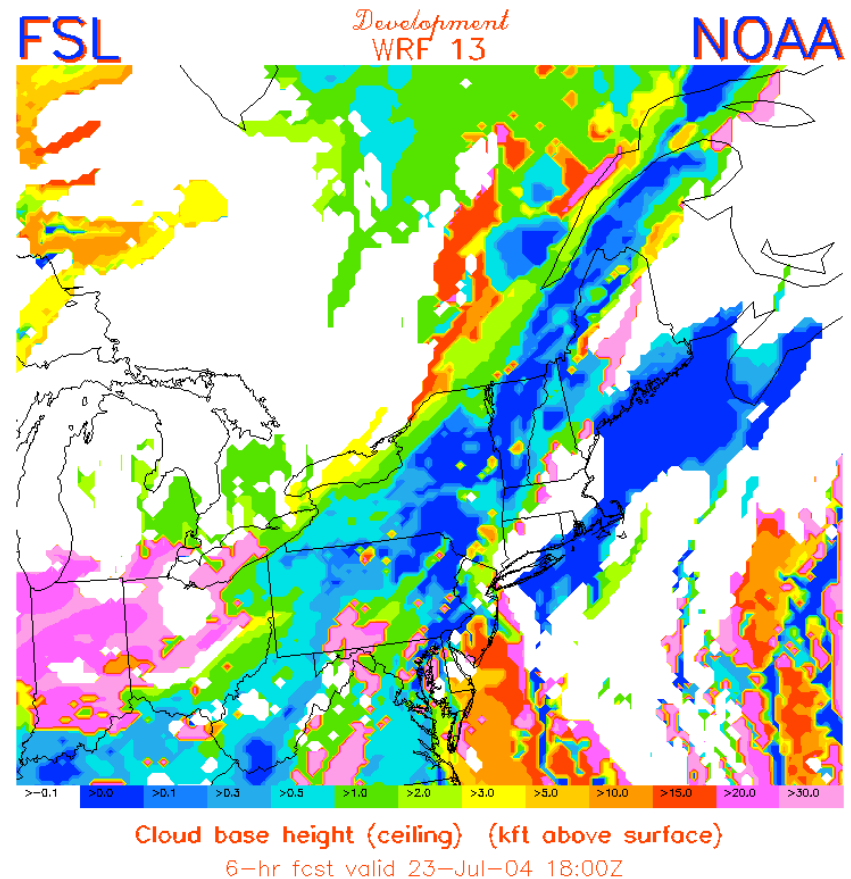 FSL
Development
WRF 13
NOAA
>-0.1 >0.0 >0.1 >0.3 >0.5 >1.0 >2.0 >3.0 >5.0 >10.0 >15.0 >20.0 >30.0
Cloud base height (ceiling) (kft above surface)
6-hr fcst valid 23-Jul-04 18:00Z